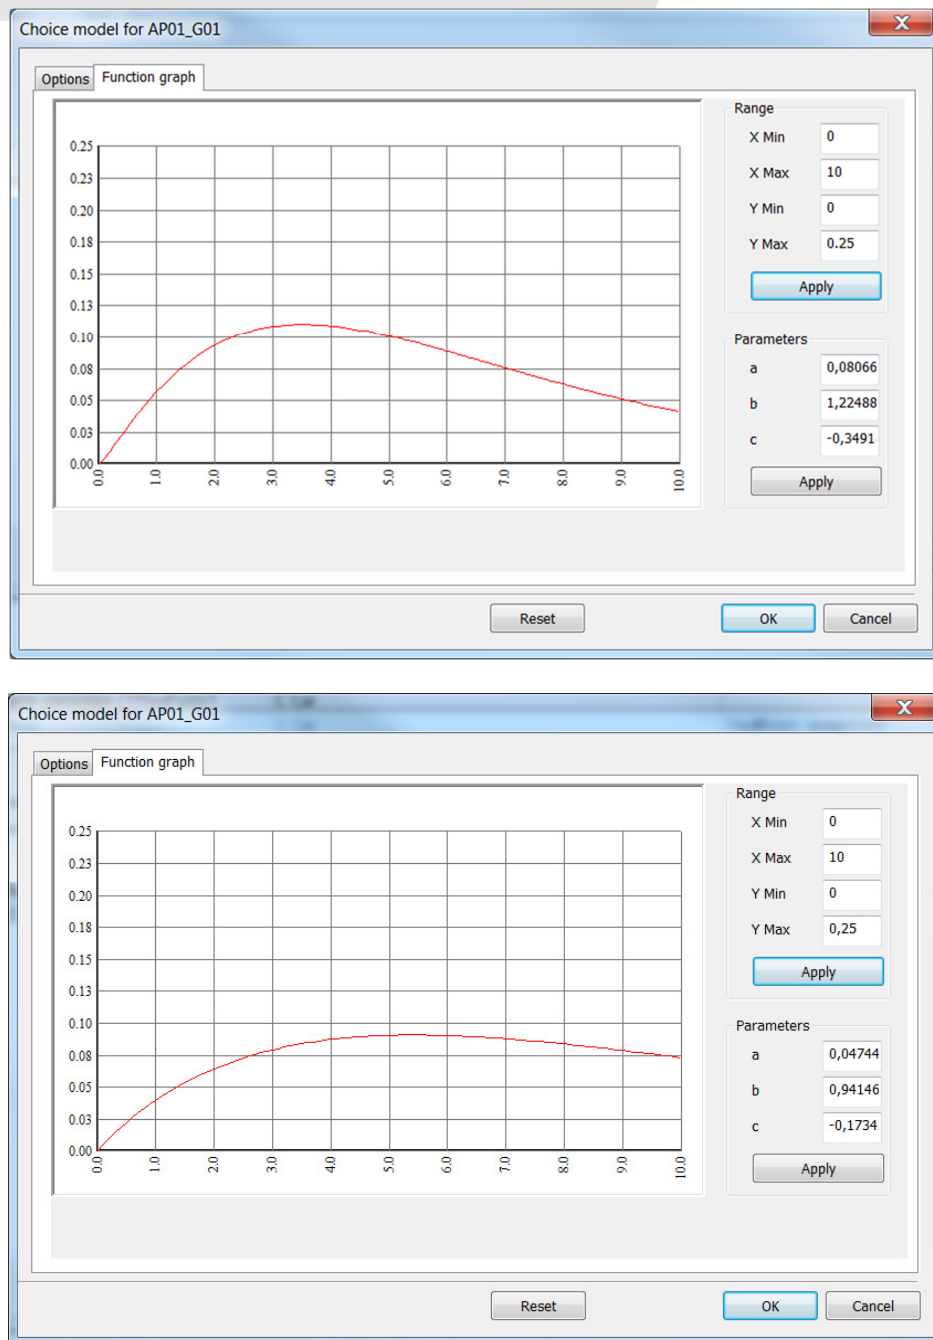 Choice model for AP01_G01
Options Function graph
Range
X Min 0
X Max 10
Y Min 0
Y Max 0.25
Apply
Parameters
a 0,08066
b 1,22488
c -0,3491
Apply
0.25
0.23
0.20
0.18
0.15
0.13
0.10
0.08
0.05
0.03
0.00
0.0 1.0 2.0 3.0 4.0 5.0 6.0 7.0 8.0 9.0 10.0
Reset OK Cancel
Choice model for AP01_G01
Options Function graph
Range
X Min 0
X Max 10
Y Min 0
Y Max 0,25
Apply
Parameters
a 0,04744
b 0,94146
c -0,1734
Apply
0.25
0.23
0.20
0.18
0.15
0.13
0.10
0.08
0.05
0.03
0.00
0.0 1.0 2.0 3.0 4.0 5.0 6.0 7.0 8.0 9.0 10.0
Reset OK Cancel